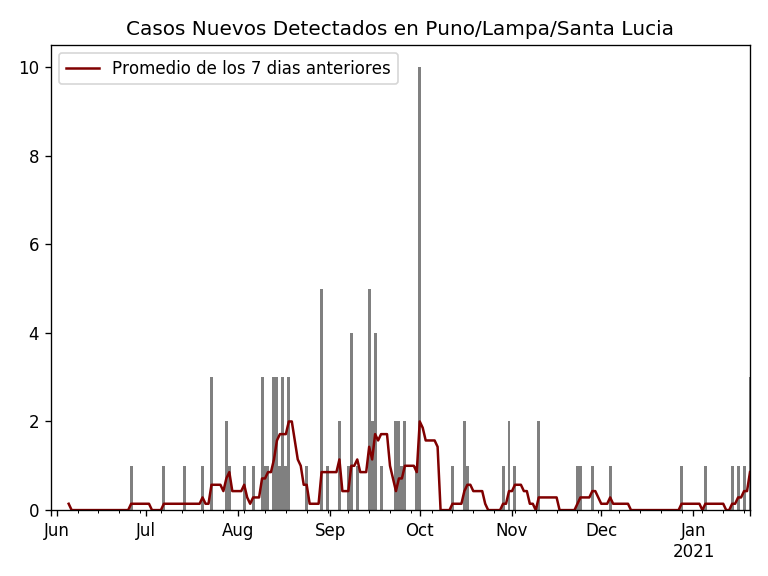 Casos Nuevos Detectados en Puno/Lampa/Santa Lucia
Promedio de los 7 dias anteriores
10
8
6
4
2
0
Jun Jul Aug Sep Oct Nov Dec Jan
2021